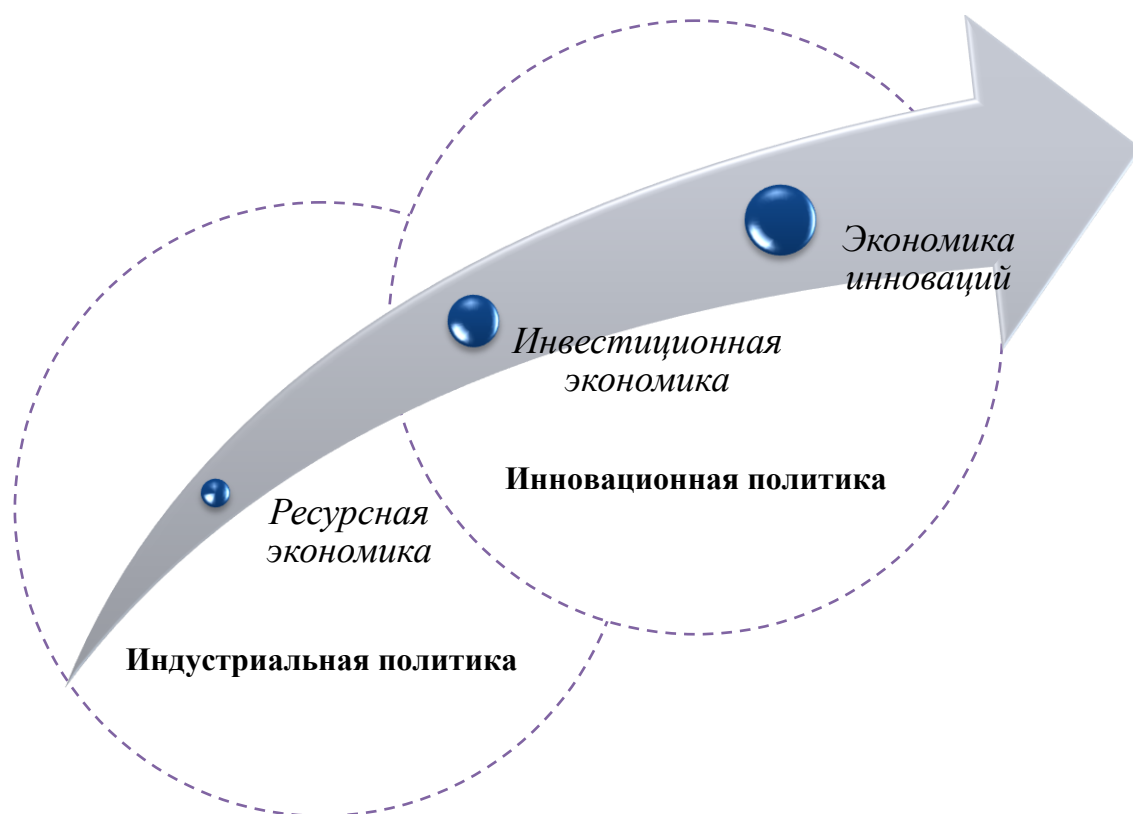 Экономика
инноваций
Инвестиционная
экономика
Инновационная политика
Ресурсная
экономика
Индустриальная политика